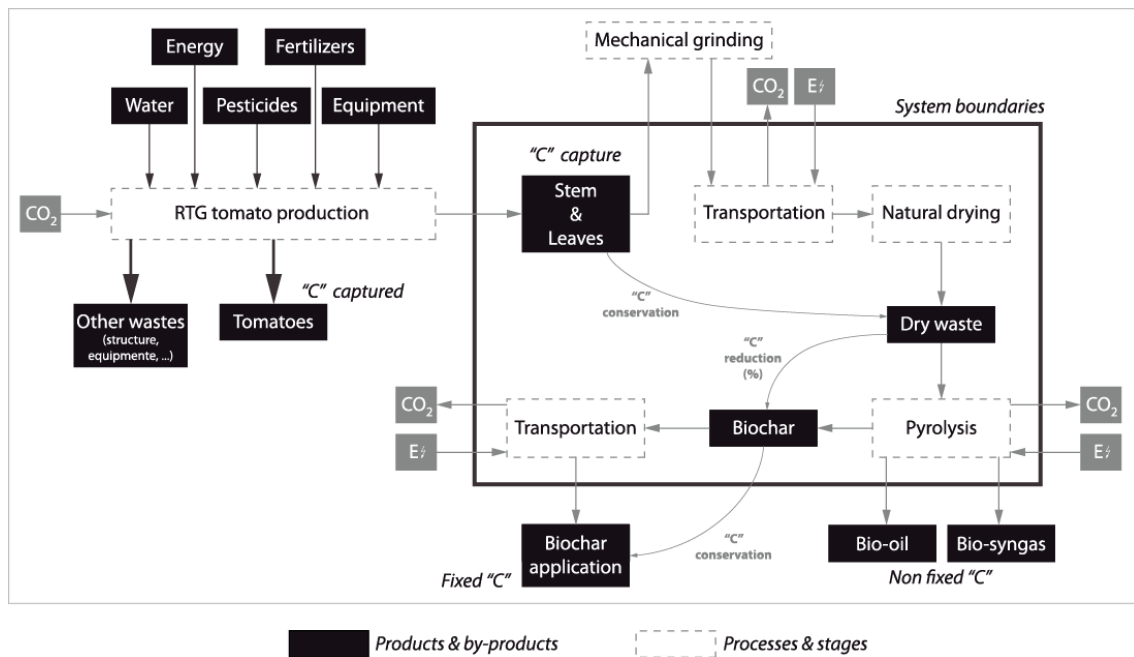 Mechanical grinding
Energy
Fertilizers
CO2
E
Water
Pesticides
Equipment
System boundaries
"C" capture
CO2
RTG tomato production
Stem
&
Leaves
Transportation
Natural drying
"C" captured
"C"
conservation
Other wastes
(structure,
equipmente, ...)
Tomatoes
Dry waste
"C"
reduction
(%)
CO2
Transportation
Biochar
Pyrolysis
CO2
E
E
Biochar
application
"C"
conservation
Bio-oil
Bio-syngas
Fixed "C"
Non fixed "C"
Products & by-products
Processes & stages